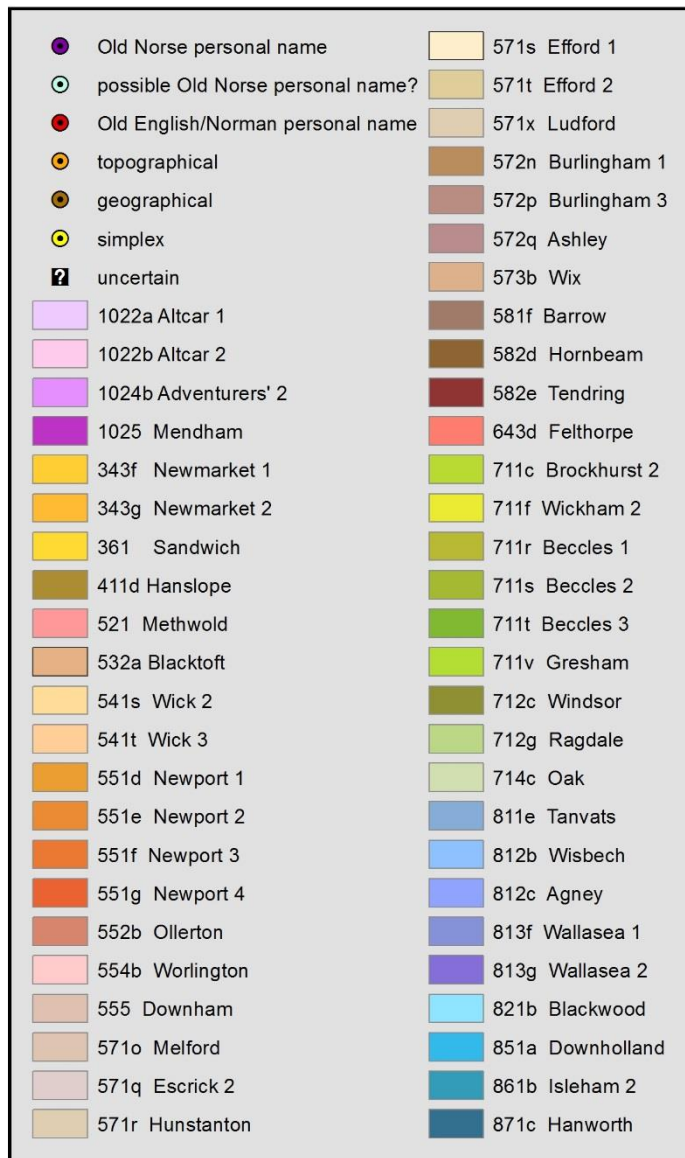 Old Norse personal name
possible Old Norse personal name?
Old English/Norman personal name
topographical
geographical
simplex
? uncertain
1022a Altcar 1
1022b Altcar 2
1024b Adventurers' 2
1025 Mendham
343f Newmarket 1
343g Newmarket 2
361 Sandwich
411d Hanslope
521 Methwold
532a Blacktoft
541s Wick 2
541t Wick 3
551d Newport 1
551e Newport 2
551f Newport 3
551g Newport 4
552b Ollerton
554b Worlington
555 Downham
571o Melford
571q Escrick 2
571r Hunstanton
571s Efford 1
571t Efford 2
571x Ludford
572n Burlingham 1
572p Burlingham 3
572q Ashley
573b Wix
581f Barrow
582d Hornbeam
582e Tendring
643d Felthorpe
711c Brockhurst 2
711f Wickham 2
711r Beccles 1
711s Beccles 2
711t Beccles 3
711v Gresham
712c Windsor
712g Ragdale
714c Oak
811e Tanvats
812b Wisbech
812c Agney
813f Wallasea 1
813g Wallasea 2
821b Blackwood
851a Downholland
861b Isleham 2
871c Hanworth